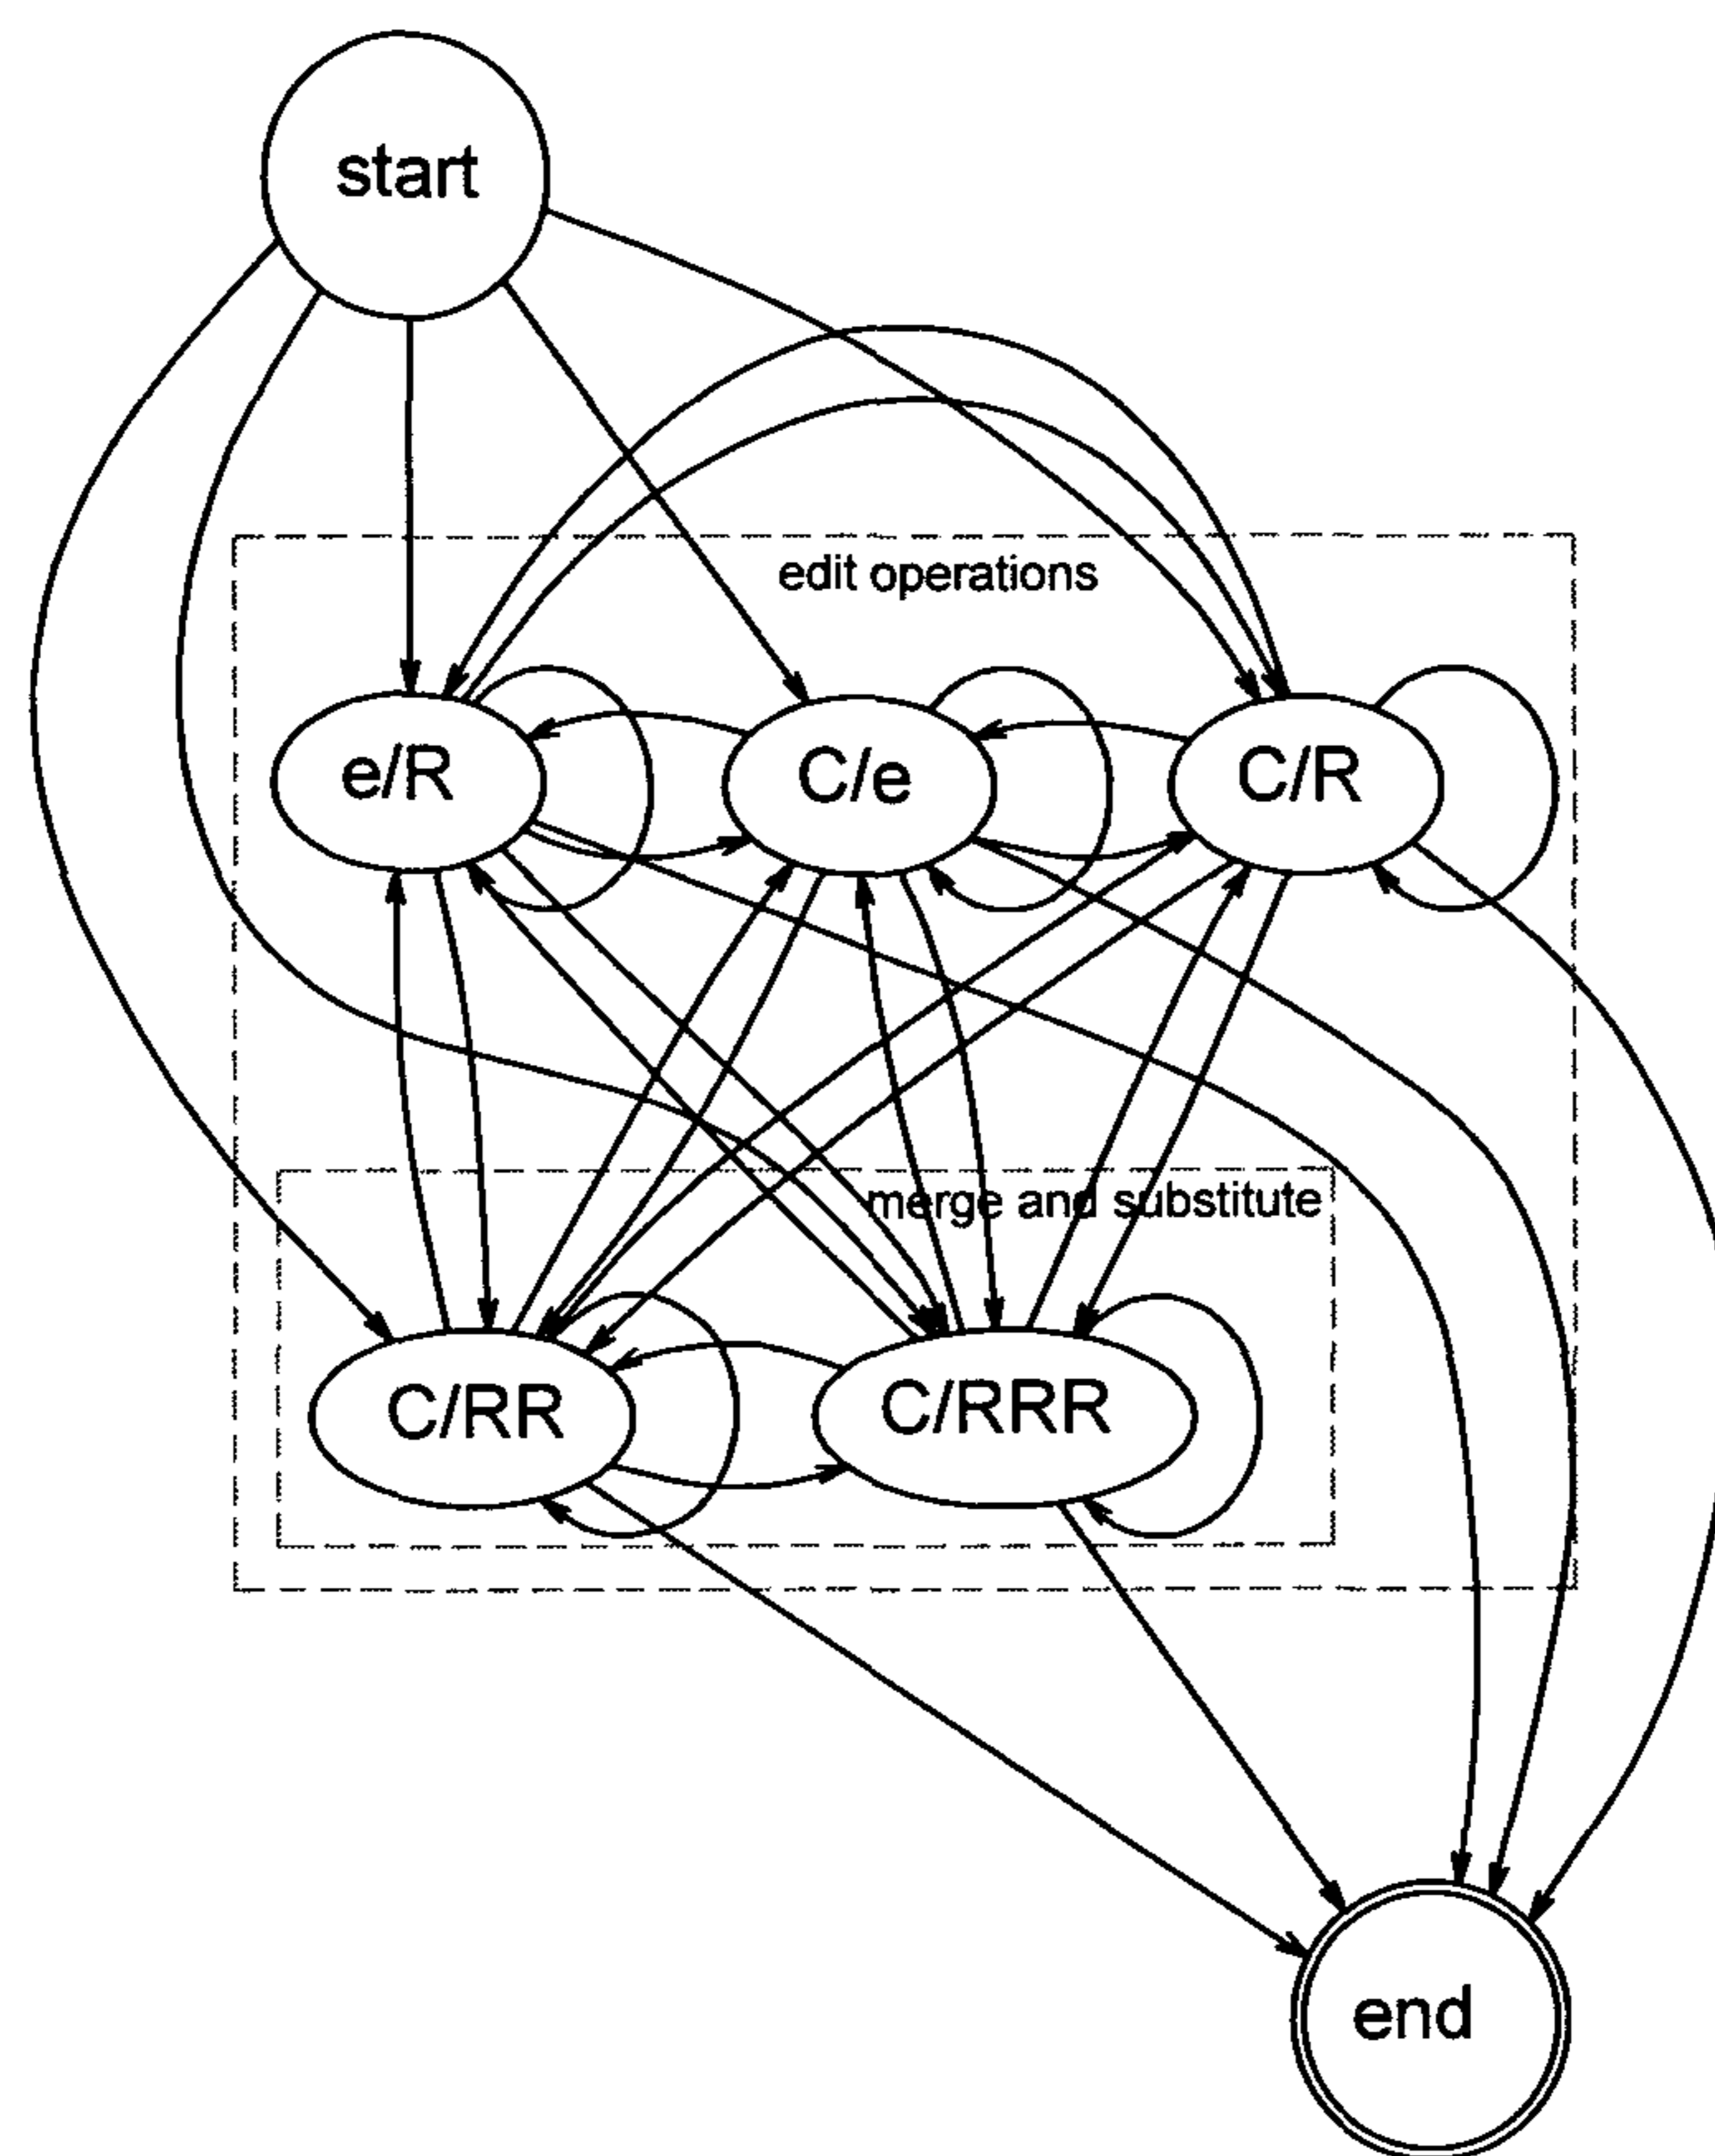 start
edit operations
e/R
C/e
C/R
merge and substitute
C/RR
C/RRR
end